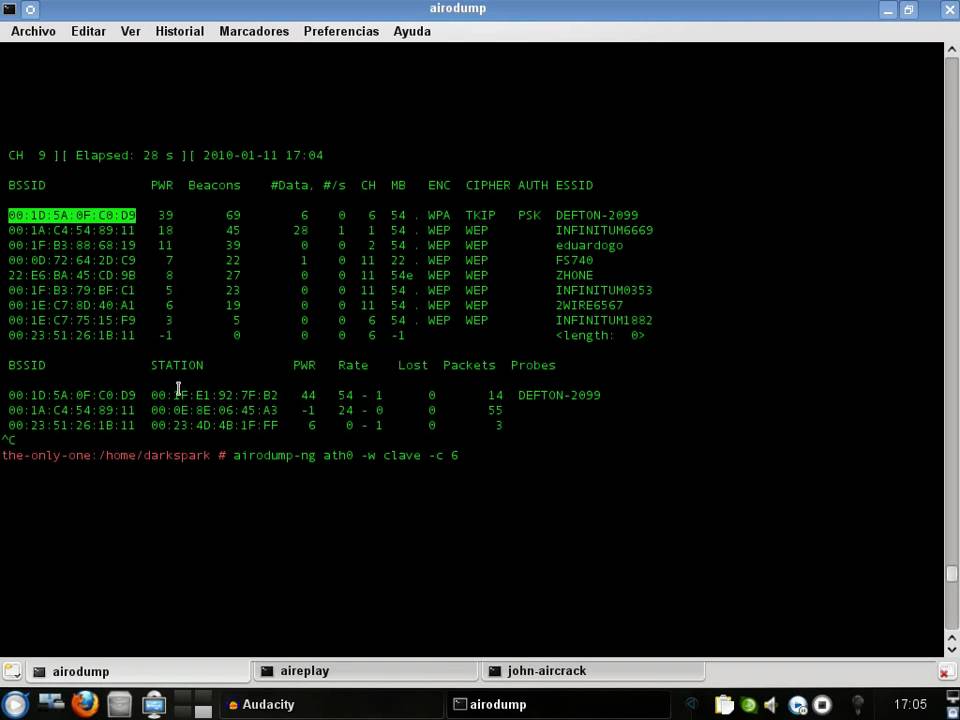 airodump
Archivo Editar Ver Historial Marcadores Preferencias Ayuda
CH 9 ][ Elapsed: 28 s ][ 2010-01-11 17:04
BSSID PWR Beacons #Data, #/s CH MB ENC CIPHER AUTH ESSID
00:1D:5A:0F:C0:D9 39 69 6 0 6 54 . WPA TKIP PSK DEFTON-2099
00:1A:C4:54:89:11 18 45 28 1 1 54 . WEP WEP INFINITUM6669
00:1F:B3:88:68:19 11 39 0 0 2 54 . WEP WEP eduardogo
00:0D:72:64:2D:C9 7 22 1 0 11 22 . WEP WEP FS740
22:E6:BA:45:CD:9B 8 27 0 0 11 54e WEP WEP ZHONE
00:1F:B3:79:BF:C1 5 23 0 0 11 54 . WEP WEP INFINITUM0353
00:1E:C7:8D:40:A1 6 19 0 0 11 54 . WEP WEP 2WIRE6567
00:1E:C7:75:15:F9 3 5 0 0 6 54 . WEP WEP INFINITUM1882
00:23:51:26:1B:11 -1 0 0 0 6 -1 <length: 0>
BSSID STATION PWR Rate Lost Packets Probes
00:1D:5A:0F:C0:D9 00:1F:E1:92:7F:B2 44 54 - 1 0 14 DEFTON-2099
00:1A:C4:54:89:11 00:0E:8E:06:45:A3 -1 24 - 0 0 55
00:23:51:26:1B:11 00:23:4D:4B:1F:FF 6 0 - 1 0 3
^C
the-only-one:/home/darkspark # airodump-ng ath0 -w clave -c 6
airodump aireplay john-aircrack
Audacity airodump 17:05